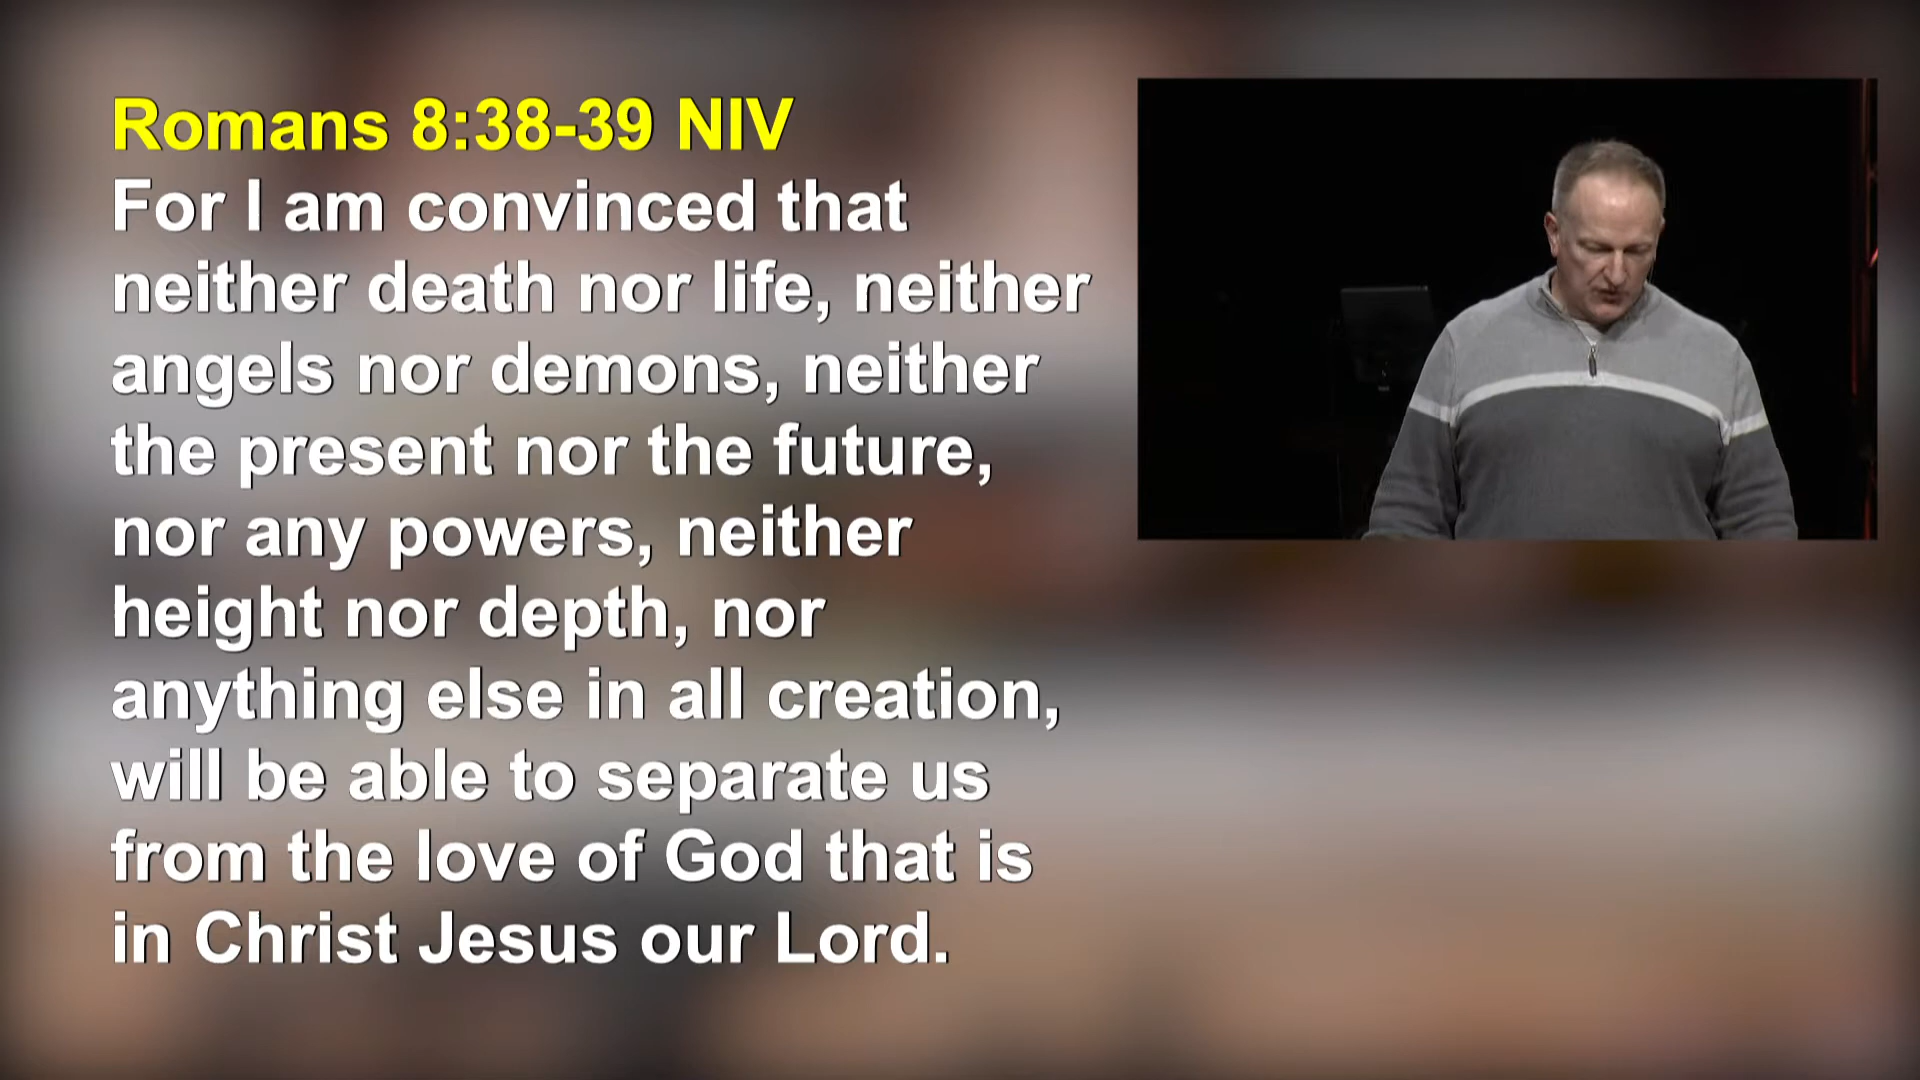 Romans 8:38-39 NIV
For I am convinced that
neither death nor life, neither
angels nor demons, neither
the present nor the future,
nor any powers, neither
height nor depth, nor
anything else in all creation,
will be able to separate us
from the love of God that is
in Christ Jesus our Lord.